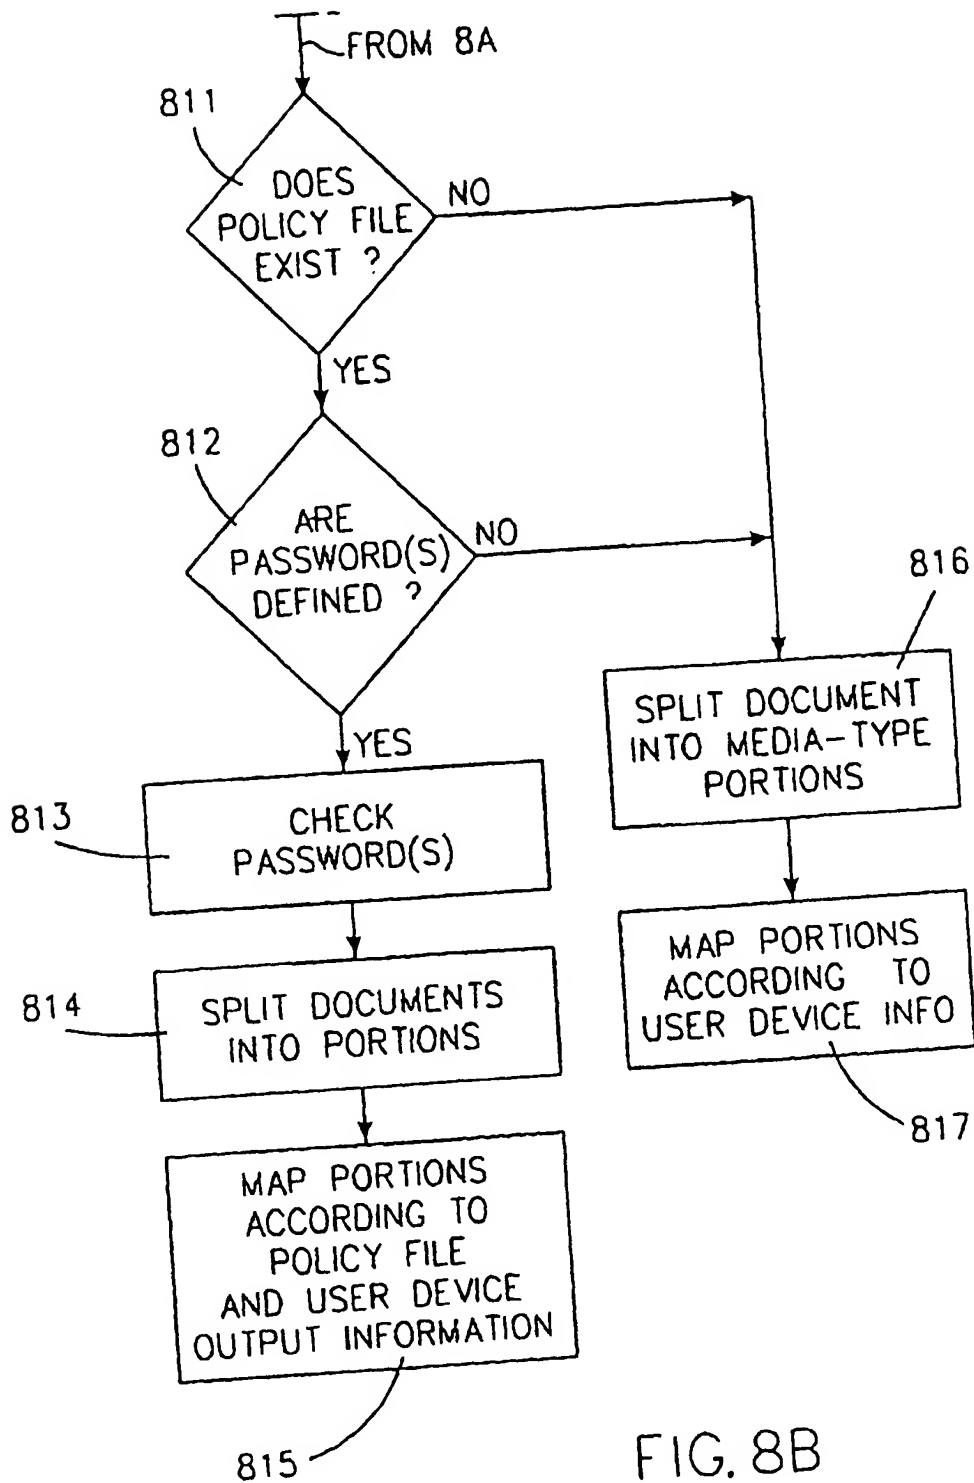 FROM 8A
811
DOES
POLICY FILE
EXIST ?
NO
YES
812
ARE
PASSWORD(S)
DEFINED ?
NO
YES
816
SPLIT DOCUMENT
INTO MEDIA-TYPE
PORTIONS
813
CHECK
PASSWORD(S)
MAP PORTIONS
ACCORDING TO
USER DEVICE INFO
817
814
SPLIT DOCUMENTS
INTO PORTIONS
MAP PORTIONS
ACCORDING TO
POLICY FILE
AND USER DEVICE
OUTPUT INFORMATION
815
FIG. 8B